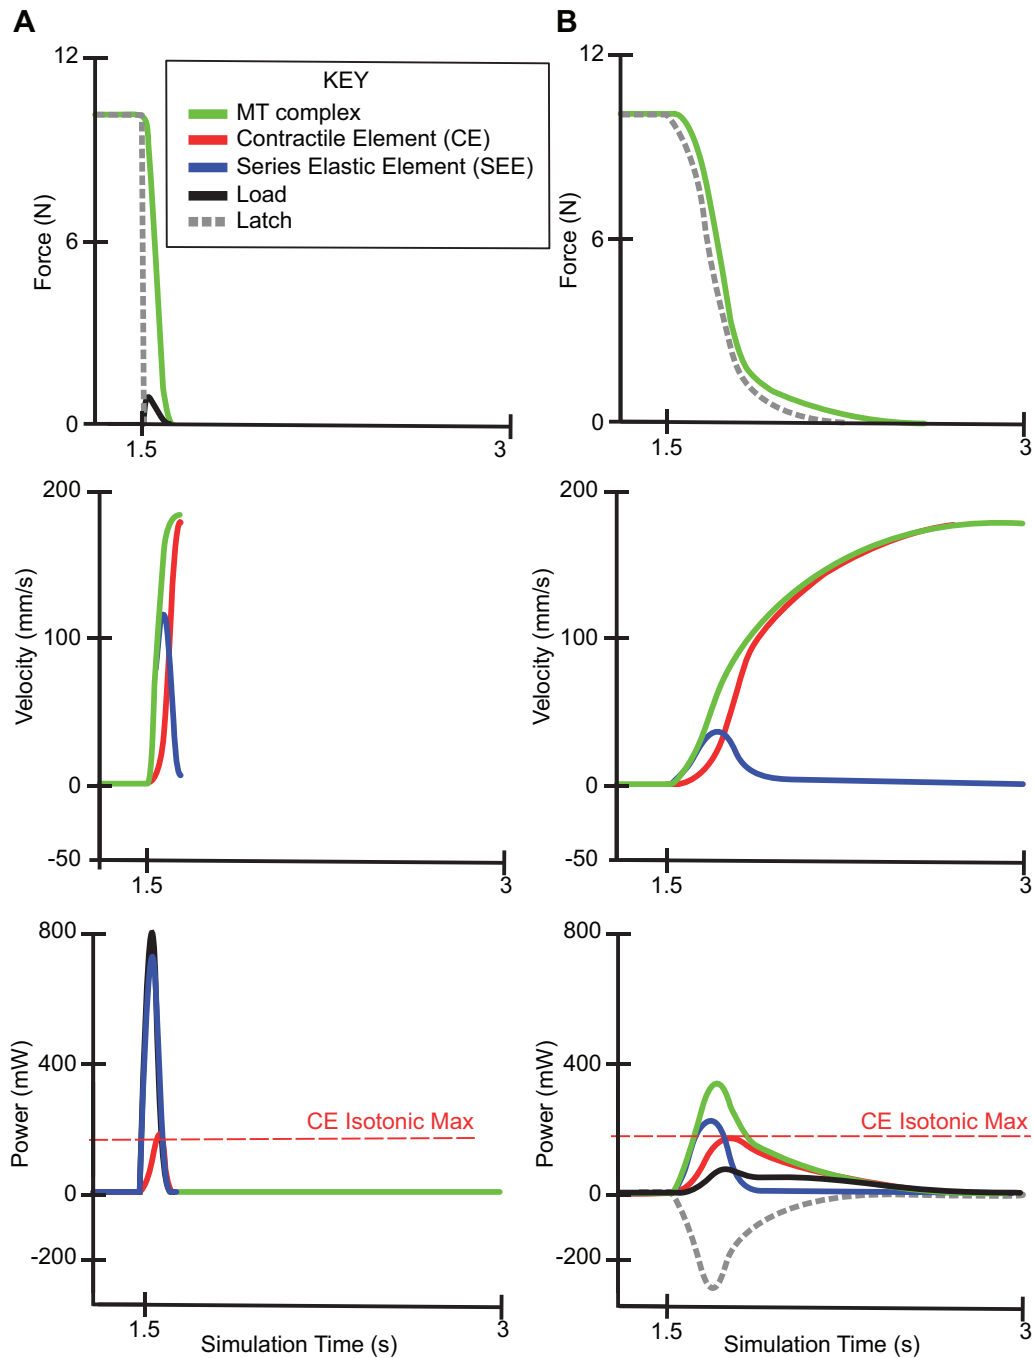 A
B
12
6
0
Force (N)
1.5
3
KEY
MT complex
Contractile Element (CE)
Series Elastic Element (SEE)
Load
Latch
12
6
0
Force (N)
1.5
3
200
100
0
-50
Velocity (mm/s)
1.5
3
200
100
0
-50
Velocity (mm/s)
1.5
3
800
400
0
-200
Power (mW)
CE Isotonic Max
1.5
3
Simulation Time (s)
800
400
0
-200
Power (mW)
CE Isotonic Max
1.5
3
Simulation Time (s)